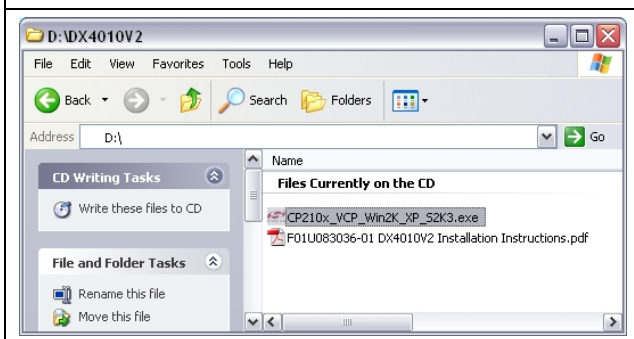 D:\DX4010V2
File Edit View Favorites Tools Help
Back Search Folders
Address D:\ Go
Name
CD Writing Tasks
Files Currently on the CD
Write these files to CD
CP210x_VCP_Win2K_XP_S2K3.exe
F01U083036-01 DX4010V2 Installation Instructions.pdf
File and Folder Tasks
Rename this file
Move this file